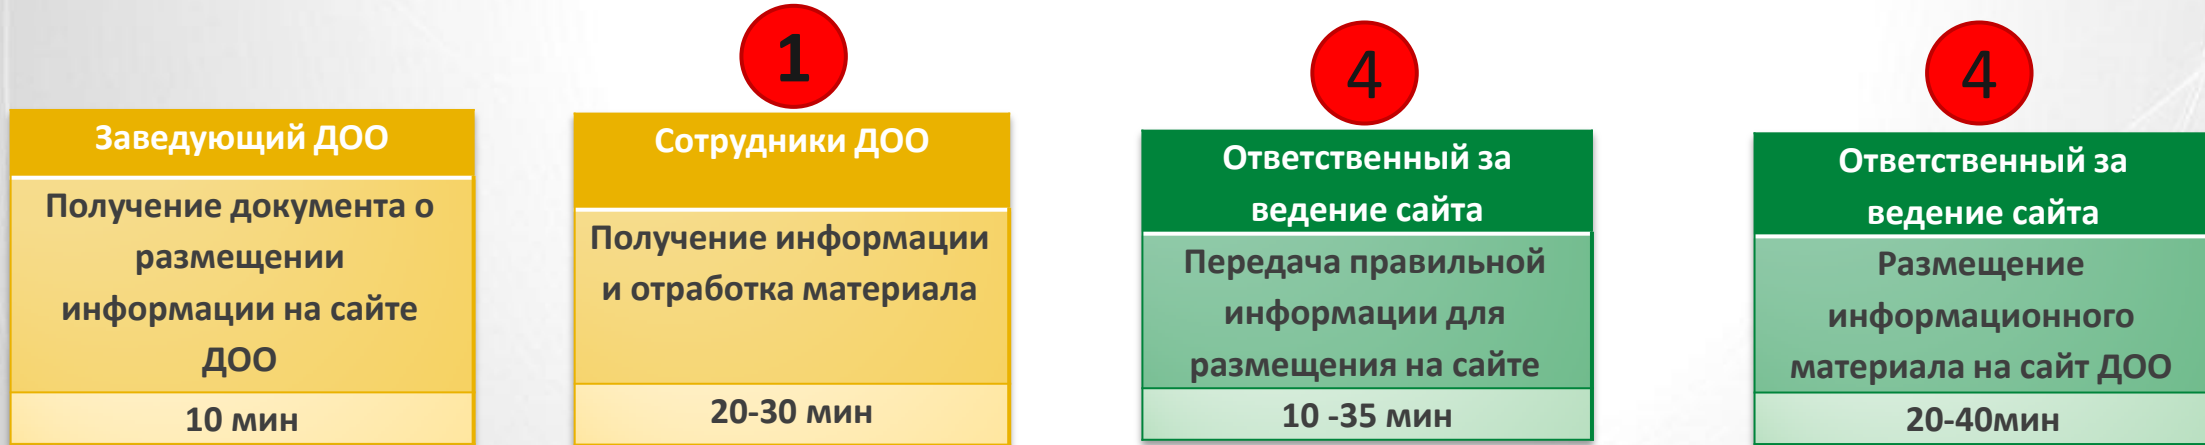 1
4
4
Заведующий ДОО
Получение документа о
размещении
информации на сайте
ДОО
10 мин
Сотрудники ДОО
Получение информации
и отработка материала
20-30 мин
Ответственный за
ведение сайта
Передача правильной
информации для
размещения на сайте
10 -35 мин
Ответственный за
ведение сайта
Размещение
информационного
материала на сайт ДОО
20-40мин